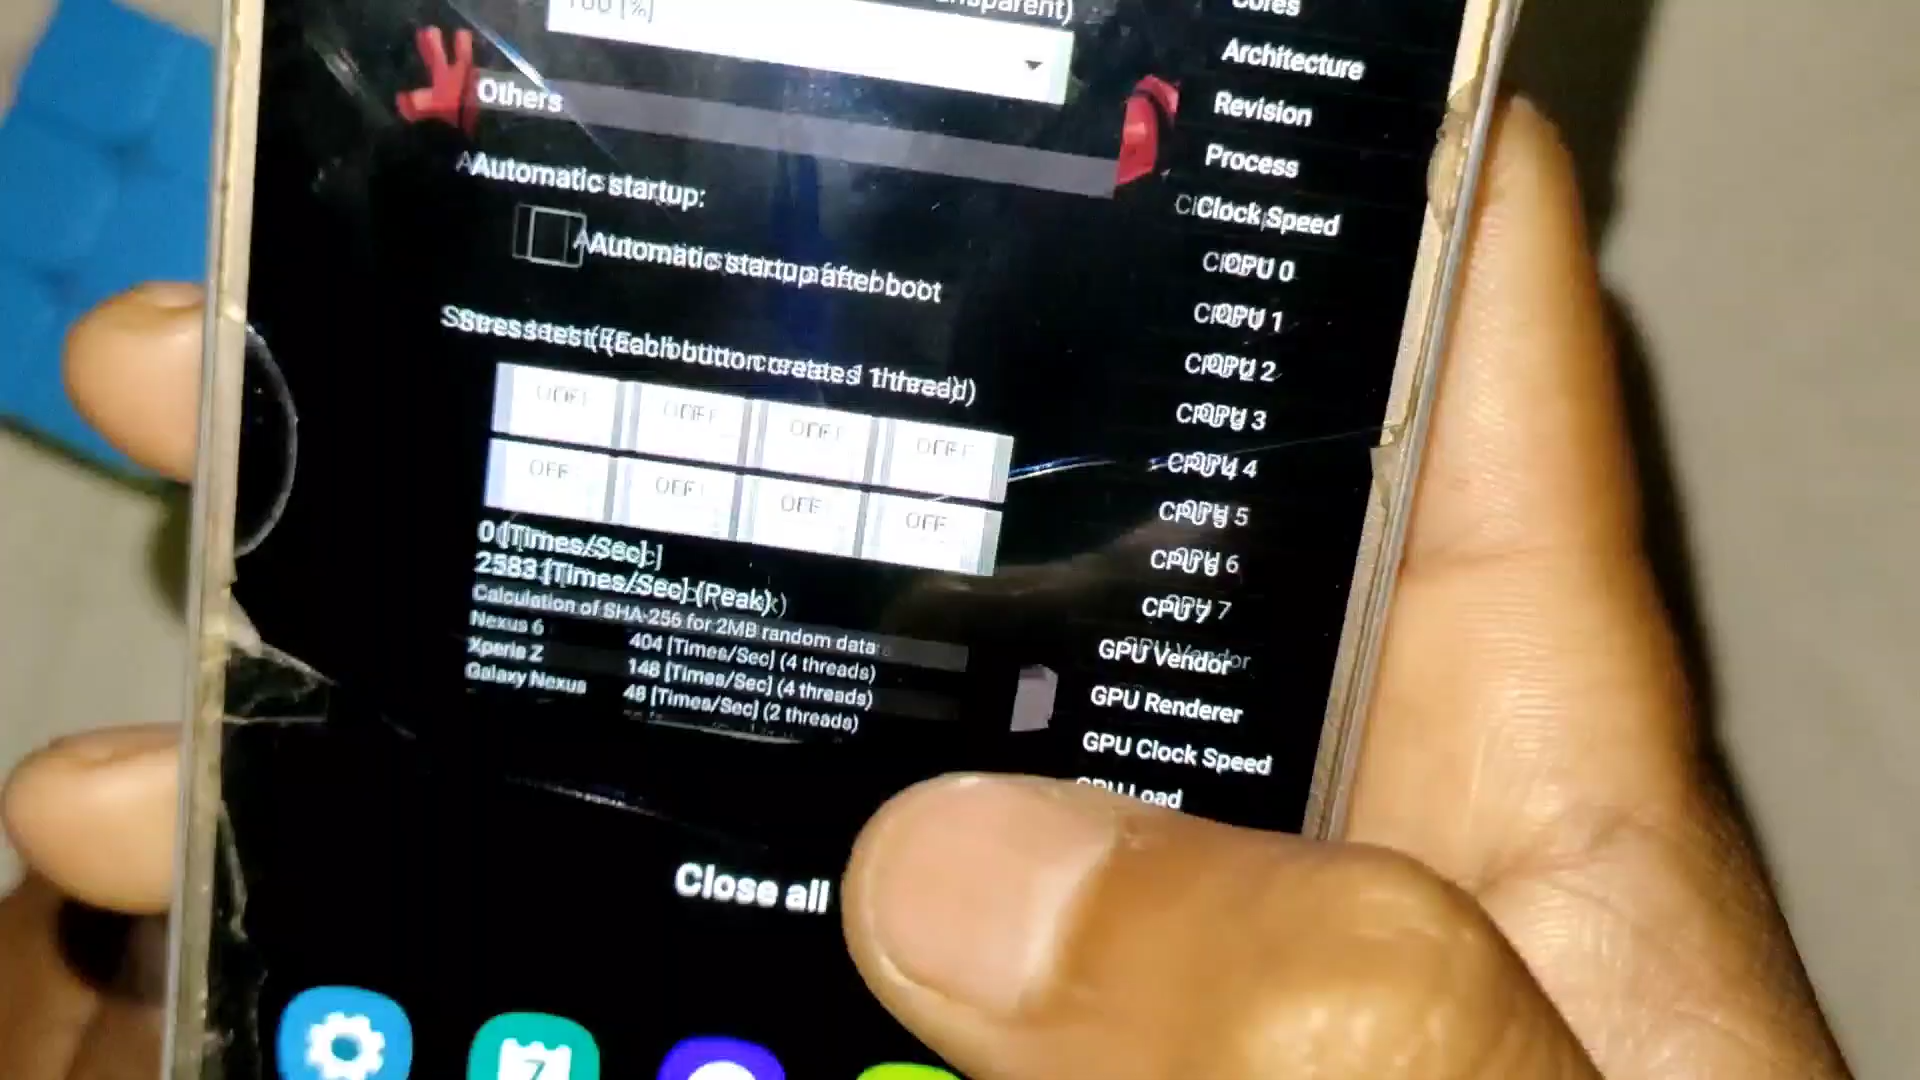 100 [%]
Others
Automatic startup:
Automatic startup after boot
Stress test (Each button creates 1 thread)
OFF OFF OFF OFF
OFF OFF OFF OFF
0 [Times/Sec]
2583 [Times/Sec] (Peak)
Calculation of SHA-256 for 2MB random data
Nexus 6 404 [Times/Sec] (4 threads)
Xperia Z 148 [Times/Sec] (4 threads)
Galaxy Nexus 48 [Times/Sec] (2 threads)
Close all
7
Cores
Architecture
Revision
Process
Clock Speed
CPU 0
CPU 1
CPU 2
CPU 3
CPU 4
CPU 5
CPU 6
CPU 7
GPU Vendor
GPU Renderer
GPU Clock Speed
GPU Load